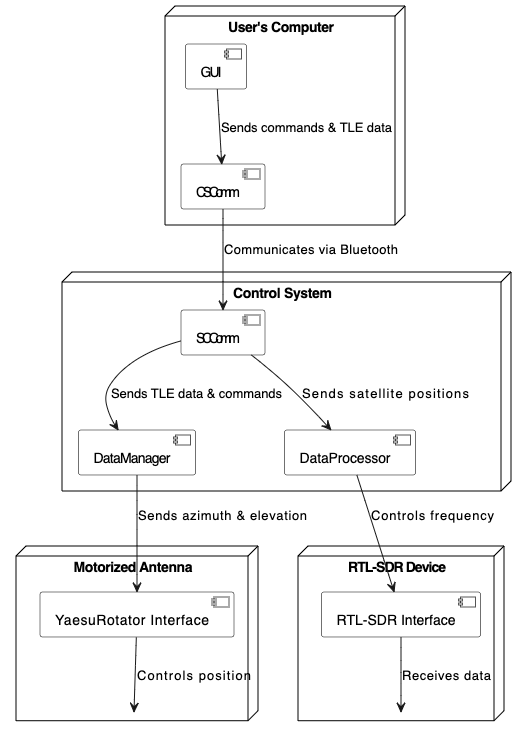 User's Computer
GUI
Sends commands & TLE data
CSComm
Communicates via Bluetooth
Control System
SCComm
Sends TLE data & commands
Sends satellite positions
DataManager
DataProcessor
Sends azimuth & elevation
Controls frequency
Motorized Antenna
RTL-SDR Device
YaesuRotator Interface
RTL-SDR Interface
Controls position
Receives data